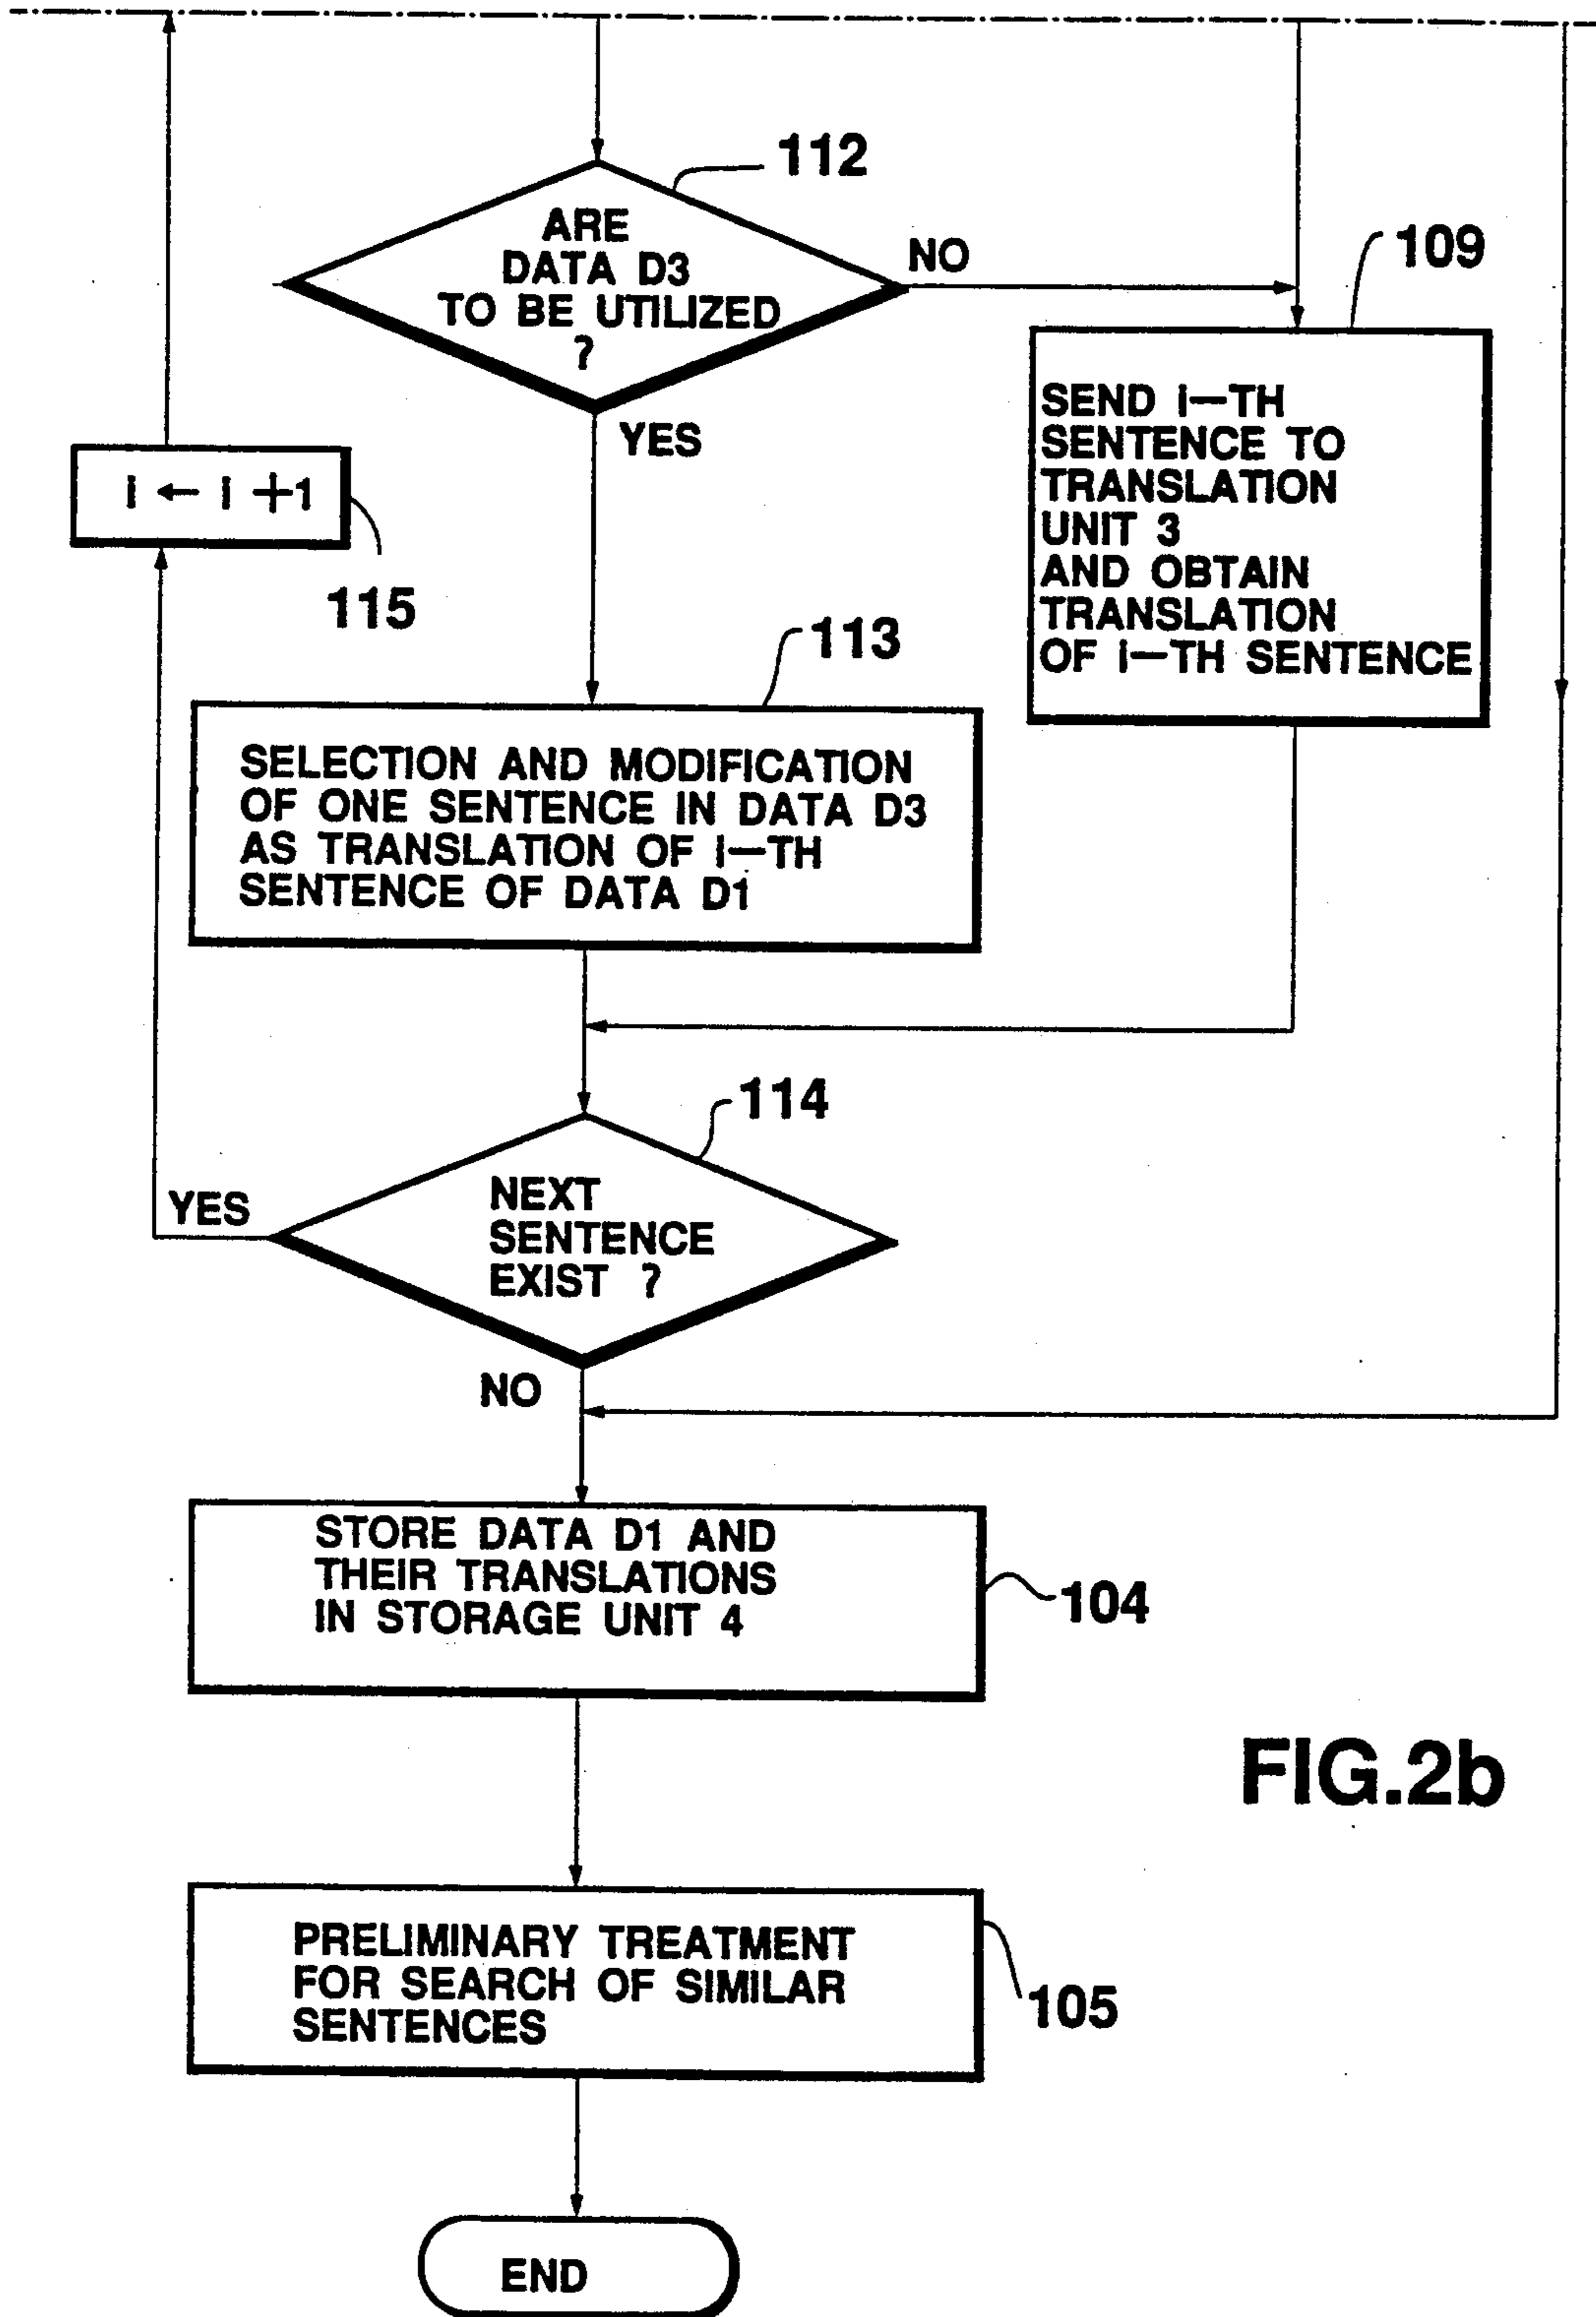 112
ARE
DATA D3
TO BE UTILIZED
?
NO
YES
109
SEND i—TH
SENTENCE TO
TRANSLATION
UNIT 3
AND OBTAIN
TRANSLATION
OF i—TH SENTENCE
i ← i +1
115
113
SELECTION AND MODIFICATION
OF ONE SENTENCE IN DATA D3
AS TRANSLATION OF i—TH
SENTENCE OF DATA D1
114
NEXT
SENTENCE
EXIST ?
YES
NO
STORE DATA D1 AND
THEIR TRANSLATIONS
IN STORAGE UNIT 4
104
FIG.2b
PRELIMINARY TREATMENT
FOR SEARCH OF SIMILAR
SENTENCES
105
END